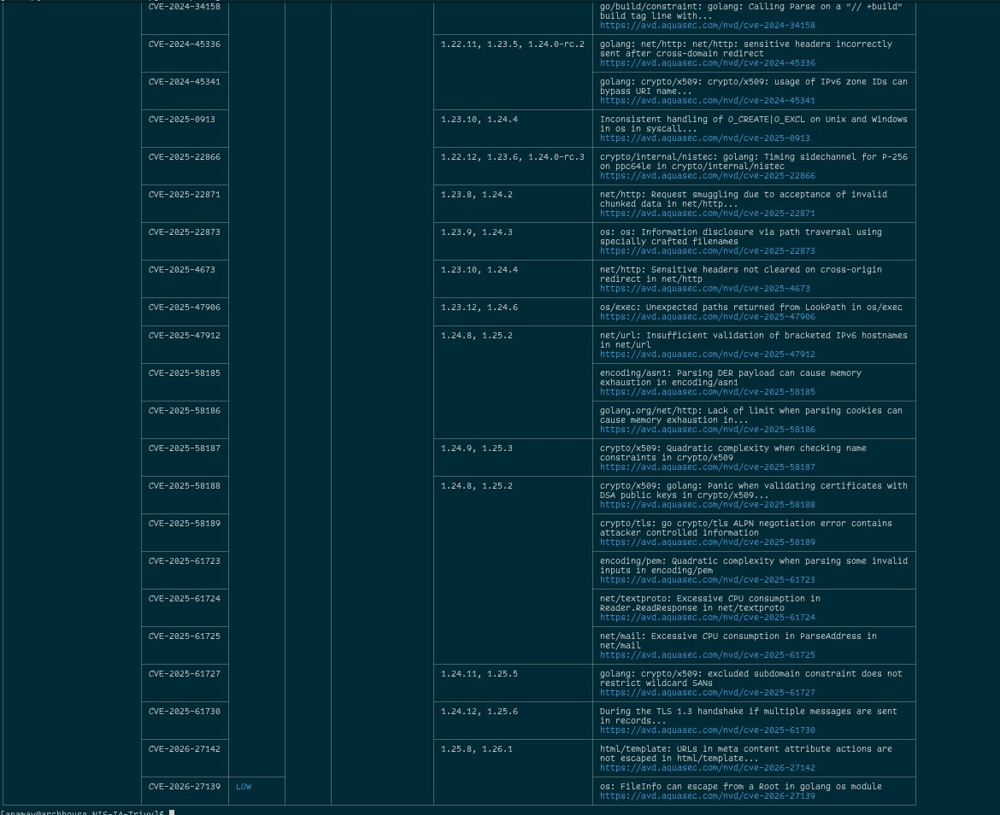 CVE-2024-34158 go/build/constraint: golang: Calling Parse on a "// +build"
build tag line with...
https://avd.aquasec.com/nvd/cve-2024-34158
CVE-2024-45336 1.22.11, 1.23.5, 1.24.0-rc.2 golang: net/http: net/http: sensitive headers incorrectly
sent after cross-domain redirect
https://avd.aquasec.com/nvd/cve-2024-45336
CVE-2024-45341 golang: crypto/x509: crypto/x509: usage of IPv6 zone IDs can
bypass URI name...
https://avd.aquasec.com/nvd/cve-2024-45341
CVE-2025-0913 1.23.10, 1.24.4 Inconsistent handling of O_CREATE|O_EXCL on Unix and Windows
in os in syscall...
https://avd.aquasec.com/nvd/cve-2025-0913
CVE-2025-22866 1.22.12, 1.23.6, 1.24.0-rc.3 crypto/internal/nistec: golang: Timing sidechannel for P-256
on ppc64le in crypto/internal/nistec
https://avd.aquasec.com/nvd/cve-2025-22866
CVE-2025-22871 1.23.8, 1.24.2 net/http: Request smuggling due to acceptance of invalid
chunked data in net/http...
https://avd.aquasec.com/nvd/cve-2025-22871
CVE-2025-22873 1.23.9, 1.24.3 os: os: Information disclosure via path traversal using
specially crafted filenames
https://avd.aquasec.com/nvd/cve-2025-22873
CVE-2025-4673 1.23.10, 1.24.4 net/http: Sensitive headers not cleared on cross-origin
redirect in net/http
https://avd.aquasec.com/nvd/cve-2025-4673
CVE-2025-47906 1.23.12, 1.24.6 os/exec: Unexpected paths returned from LookPath in os/exec
https://avd.aquasec.com/nvd/cve-2025-47906
CVE-2025-47912 1.24.8, 1.25.2 net/url: Insufficient validation of bracketed IPv6 hostnames
in net/url
https://avd.aquasec.com/nvd/cve-2025-47912
CVE-2025-58185 encoding/asn1: Parsing DER payload can cause memory
exhaustion in encoding/asn1
https://avd.aquasec.com/nvd/cve-2025-58185
CVE-2025-58186 golang.org/net/http: Lack of limit when parsing cookies can
cause memory exhaustion in...
https://avd.aquasec.com/nvd/cve-2025-58186
CVE-2025-58187 1.24.9, 1.25.3 crypto/x509: Quadratic complexity when checking name
constraints in crypto/x509
https://avd.aquasec.com/nvd/cve-2025-58187
CVE-2025-58188 1.24.8, 1.25.2 crypto/x509: golang: Panic when validating certificates with
DSA public keys in crypto/x509...
https://avd.aquasec.com/nvd/cve-2025-58188
CVE-2025-58189 crypto/tls: go crypto/tls ALPN negotiation error contains
attacker controlled information
https://avd.aquasec.com/nvd/cve-2025-58189
CVE-2025-61723 encoding/pem: Quadratic complexity when parsing some invalid
inputs in encoding/pem
https://avd.aquasec.com/nvd/cve-2025-61723
CVE-2025-61724 net/textproto: Excessive CPU consumption in
Reader.ReadResponse in net/textproto
https://avd.aquasec.com/nvd/cve-2025-61724
CVE-2025-61725 net/mail: Excessive CPU consumption in ParseAddress in
net/mail
https://avd.aquasec.com/nvd/cve-2025-61725
CVE-2025-61727 1.24.11, 1.25.5 golang: crypto/x509: excluded subdomain constraint does not
restrict wildcard SANs
https://avd.aquasec.com/nvd/cve-2025-61727
CVE-2025-61730 1.24.12, 1.25.6 During the TLS 1.3 handshake if multiple messages are sent
in records...
https://avd.aquasec.com/nvd/cve-2025-61730
CVE-2026-27142 1.25.8, 1.26.1 html/template: URLs in meta content attribute actions are
not escaped in html/template...
https://avd.aquasec.com/nvd/cve-2026-27142
CVE-2026-27139 LOW os: FileInfo can escape from a Root in golang os module
https://avd.aquasec.com/nvd/cve-2026-27139